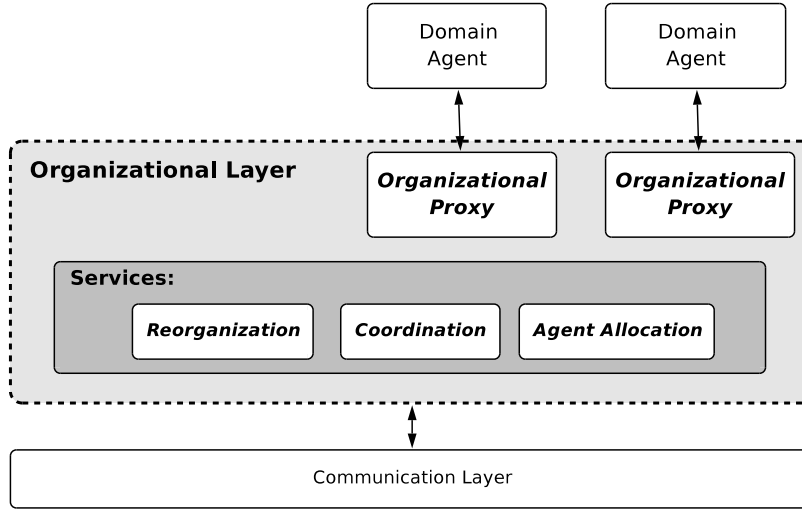 Domain
Agent
Domain
Agent
Organizational Layer
Organizational
Proxy
Organizational
Proxy
Services:
Reorganization
Coordination
Agent Allocation
Communication Layer